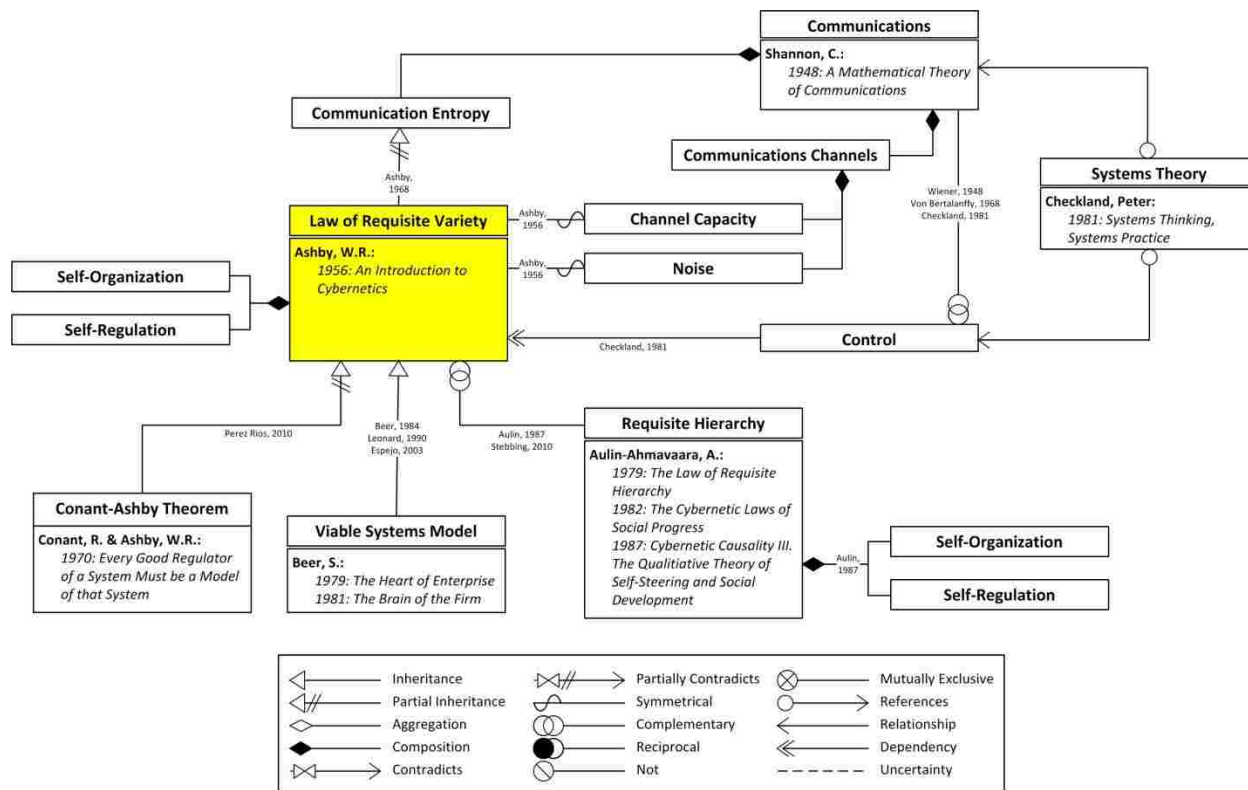 Communications
Shannon, C.:
1948: A Mathematical Theory
of Communications
Communication Entropy
Communications Channels
Ashby,
1968
Wiener, 1948
Von Bertalanffy, 1968
Checkland, 1981
Systems Theory
Checkland, Peter:
1981: Systems Thinking,
Systems Practice
Law of Requisite Variety
Ashby, W.R.:
1956: An Introduction to
Cybernetics
Ashby,
1956
Channel Capacity
Ashby,
1956
Noise
Self-Organization
Self-Regulation
Checkland, 1981
Control
Perez Rios, 2010
Beer, 1984
Leonard, 1990
Espejo, 2003
Aulin, 1987
Stebbing, 2010
Requisite Hierarchy
Aulin-Ahmavaara, A.:
1979: The Law of Requisite
Hierarchy
1982: The Cybernetic Laws of
Social Progress
1987: Cybernetic Causality III.
The Qualitiative Theory of
Self-Steering and Social
Development
Conant-Ashby Theorem
Conant, R. & Ashby, W.R.:
1970: Every Good Regulator
of a System Must be a Model
of that System
Viable Systems Model
Beer, S.:
1979: The Heart of Enterprise
1981: The Brain of the Firm
Aulin,
1987
Self-Organization
Self-Regulation
Inheritance
Partial Inheritance
Aggregation
Composition
Contradicts
Partially Contradicts
Symmetrical
Complementary
Reciprocal
Not
Mutually Exclusive
References
Relationship
Dependency
Uncertainty